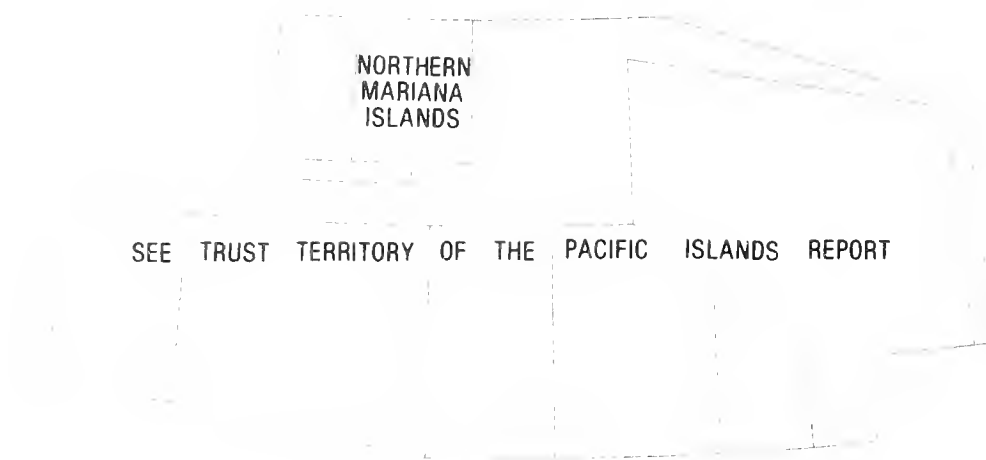 NORTHERN
MARIANA
ISLANDS
SEE TRUST TERRITORY OF THE PACIFIC ISLANDS REPORT